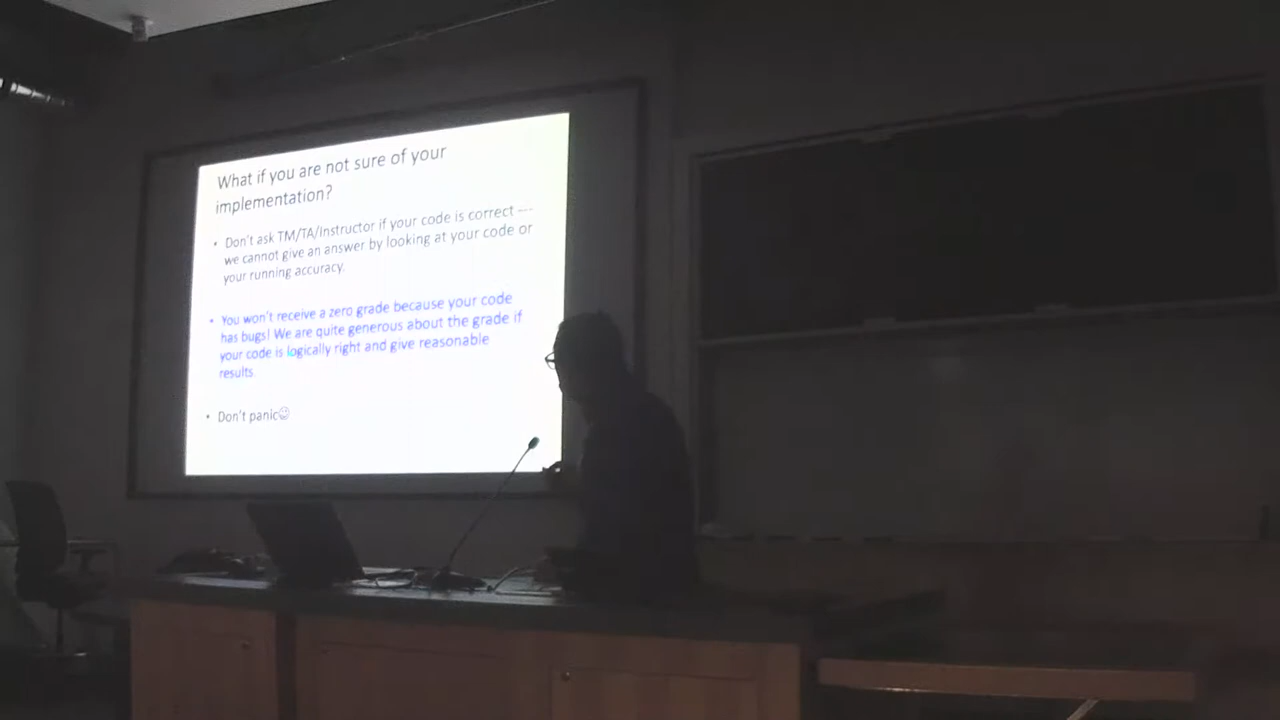 What if you are not sure of your
implementation?
• Don't ask TM/TA/Instructor if your code is correct ---
we cannot give an answer by looking at your code or
your running accuracy.
• You won't receive a zero grade because your code
has bugs! We are quite generous about the grade if
your code is logically right and give reasonable
results.
• Don't panic☺